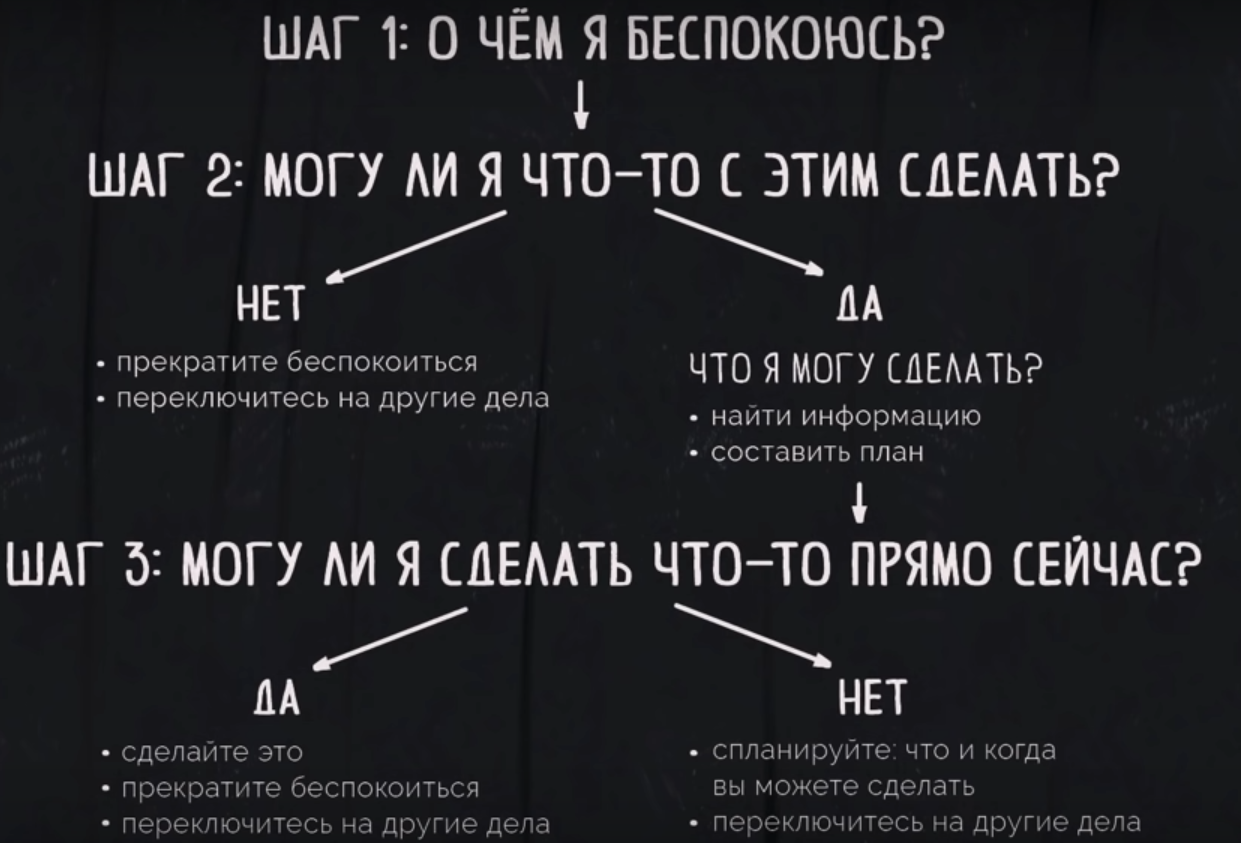 ШАГ 1: О ЧЁМ Я БЕСПОКОЮСЬ?
ШАГ 2: МОГУ ЛИ Я ЧТО-ТО С ЭТИМ СДЕЛАТЬ?
НЕТ
• прекратите беспокоиться
• переключитесь на другие дела
ДА
ЧТО Я МОГУ СДЕЛАТЬ?
• найти информацию
• составить план
ШАГ 3: МОГУ ЛИ Я СДЕЛАТЬ ЧТО-ТО ПРЯМО СЕЙЧАС?
ДА
• сделайте это
• прекратите беспокоиться
• переключитесь на другие дела
НЕТ
• спланируйте: что и когда
вы можете сделать
• переключитесь на другие дела